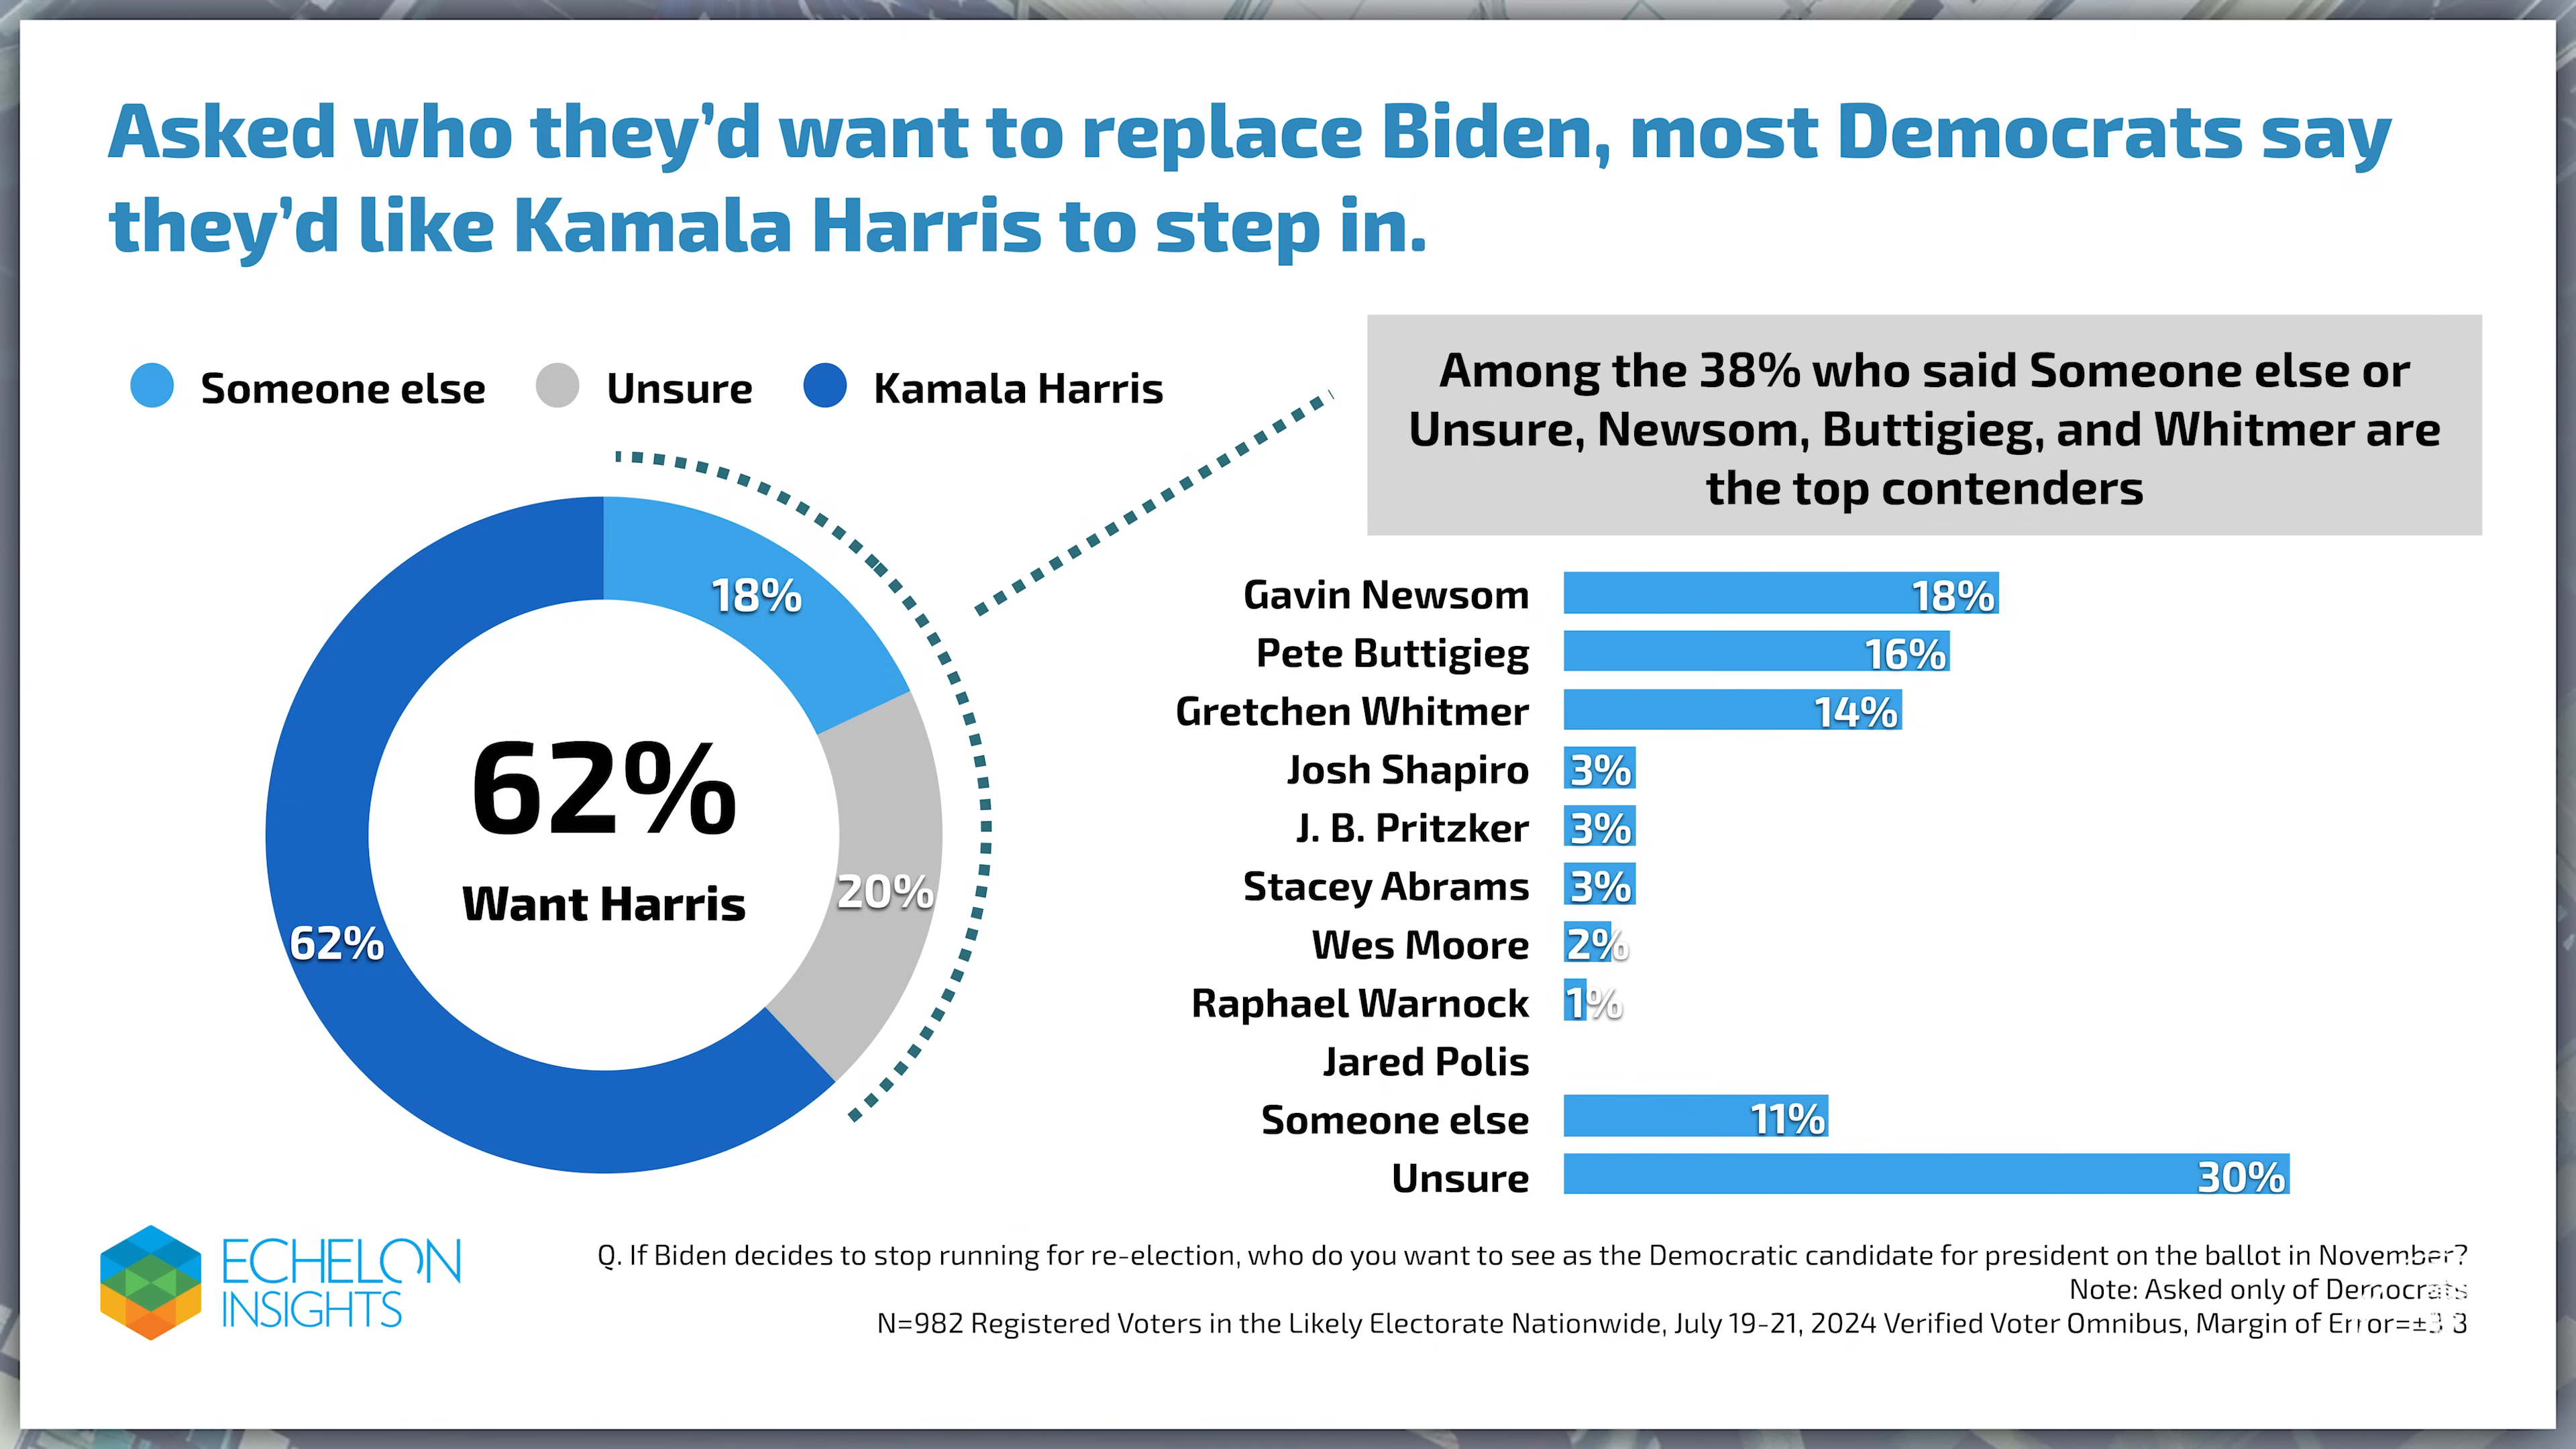 Asked who they’d want to replace Biden, most Democrats say
they’d like Kamala Harris to step in.
Someone else
Unsure
Kamala Harris
18%
20%
62%
62%
Want Harris
Among the 38% who said Someone else or
Unsure, Newsom, Buttigieg, and Whitmer are
the top contenders
Gavin Newsom 18%
Pete Buttigieg 16%
Gretchen Whitmer 14%
Josh Shapiro 3%
J. B. Pritzker 3%
Stacey Abrams 3%
Wes Moore 2%
Raphael Warnock 1%
Jared Polis
Someone else 11%
Unsure 30%
ECHELON
INSIGHTS
Q. If Biden decides to stop running for re-election, who do you want to see as the Democratic candidate for president on the ballot in November?
Note: Asked only of Democrats
N=982 Registered Voters in the Likely Electorate Nationwide, July 19-21, 2024 Verified Voter Omnibus, Margin of Error=